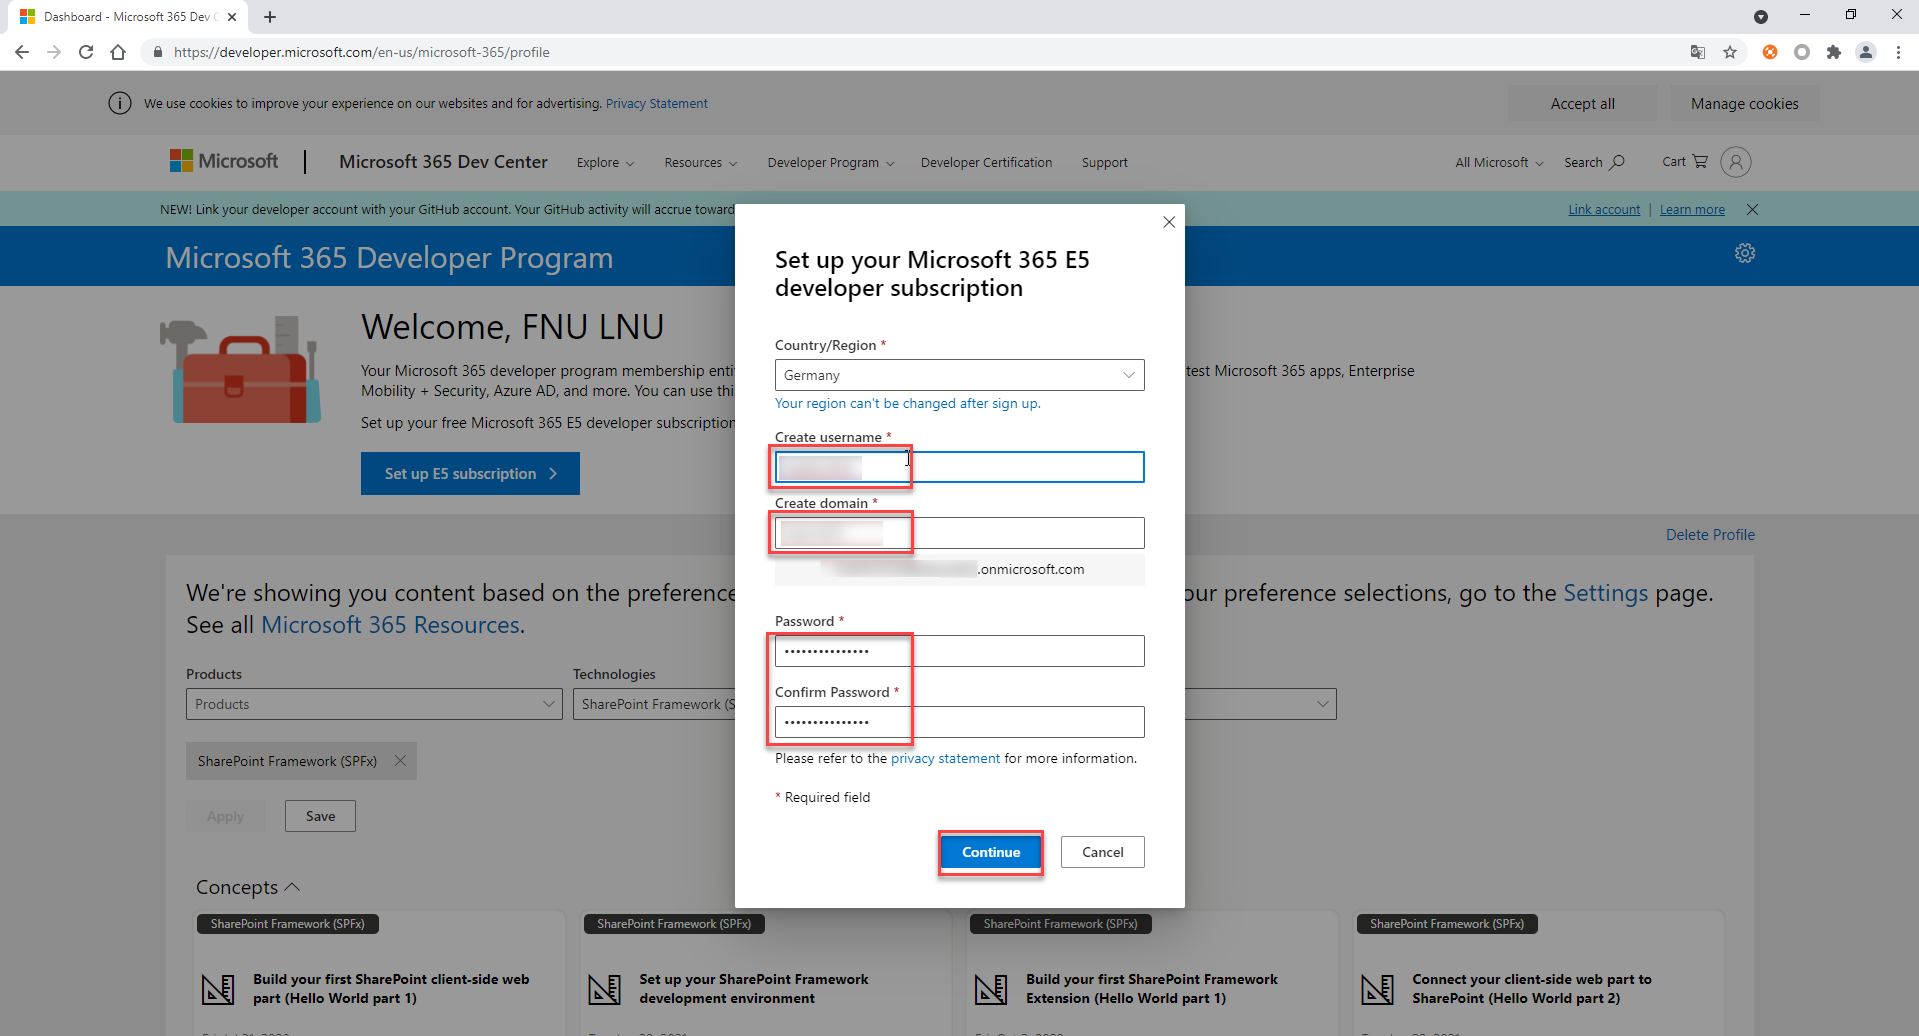 Dashboard - Microsoft 365 Dev C
https://developer.microsoft.com/en-us/microsoft-365/profile
We use cookies to improve your experience on our websites and for advertising. Privacy Statement
Accept all
Manage cookies
Microsoft
Microsoft 365 Dev Center
Explore
Resources
Developer Program
Developer Certification
Support
All Microsoft
Search
Cart
NEW! Link your developer account with your GitHub account. Your GitHub activity will accrue toward
Link account | Learn more
Microsoft 365 Developer Program
Welcome, FNU LNU
Your Microsoft 365 developer program membership enti
test Microsoft 365 apps, Enterprise
Mobility + Security, Azure AD, and more. You can use thi
Set up your free Microsoft 365 E5 developer subscription
Set up E5 subscription
Delete Profile
We're showing you content based on the preference
our preference selections, go to the Settings page.
See all Microsoft 365 Resources.
Products
Technologies
Products
SharePoint Framework (S
SharePoint Framework (SPFx)
Apply
Save
Concepts
SharePoint Framework (SPFx)
Build your first SharePoint client-side web
part (Hello World part 1)
SharePoint Framework (SPFx)
Set up your SharePoint Framework
development environment
SharePoint Framework (SPFx)
Build your first SharePoint Framework
Extension (Hello World part 1)
SharePoint Framework (SPFx)
Connect your client-side web part to
SharePoint (Hello World part 2)
Set up your Microsoft 365 E5
developer subscription
Country/Region *
Germany
Your region can't be changed after sign up.
Create username *
Create domain *
.onmicrosoft.com
Password *
•••••••••••••••
Confirm Password *
•••••••••••••••
Please refer to the privacy statement for more information.
* Required field
Continue
Cancel